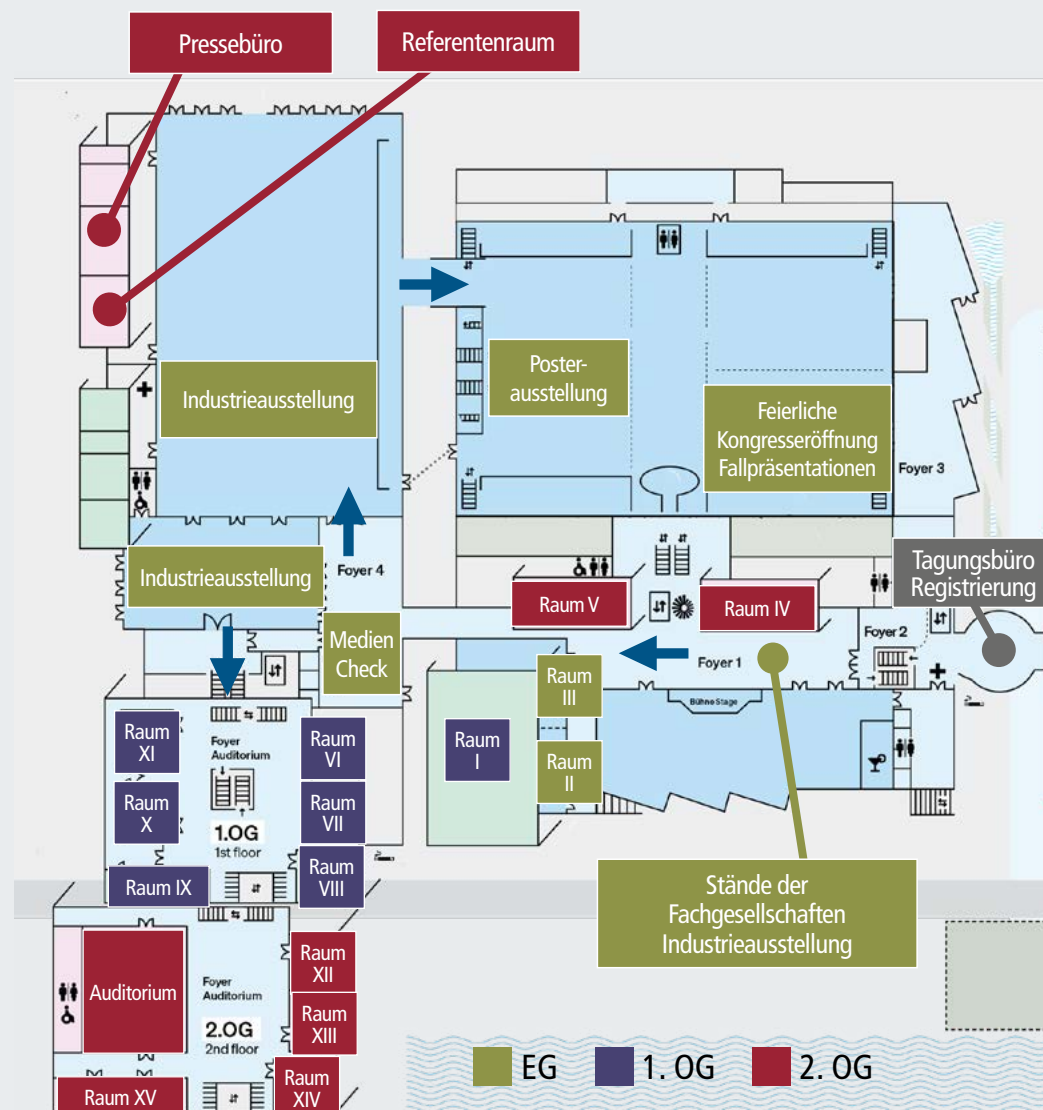 Pressebüro
Referentenraum
Industrieausstellung
Poster-
ausstellung
Feierliche
Kongresseröffnung
Fallpräsentationen
Foyer 3
Industrieausstellung
Foyer 4
Tagungsbüro
Registrierung
Raum V
Raum IV
Medien
Check
Foyer 2
Foyer 1
Raum
III
Bühne Stage
Raum
XI
Foyer
Auditorium
Raum
VI
Raum
I
Raum
II
Raum
X
Raum
VII
1.OG
1st floor
Raum IX
Raum
VIII
Stände der
Fachgesellschaften
Industrieausstellung
Auditorium
Foyer
Auditorium
Raum
XII
2.OG
2nd floor
Raum
XIII
Raum XV
Raum
XIV
EG
1. OG
2. OG